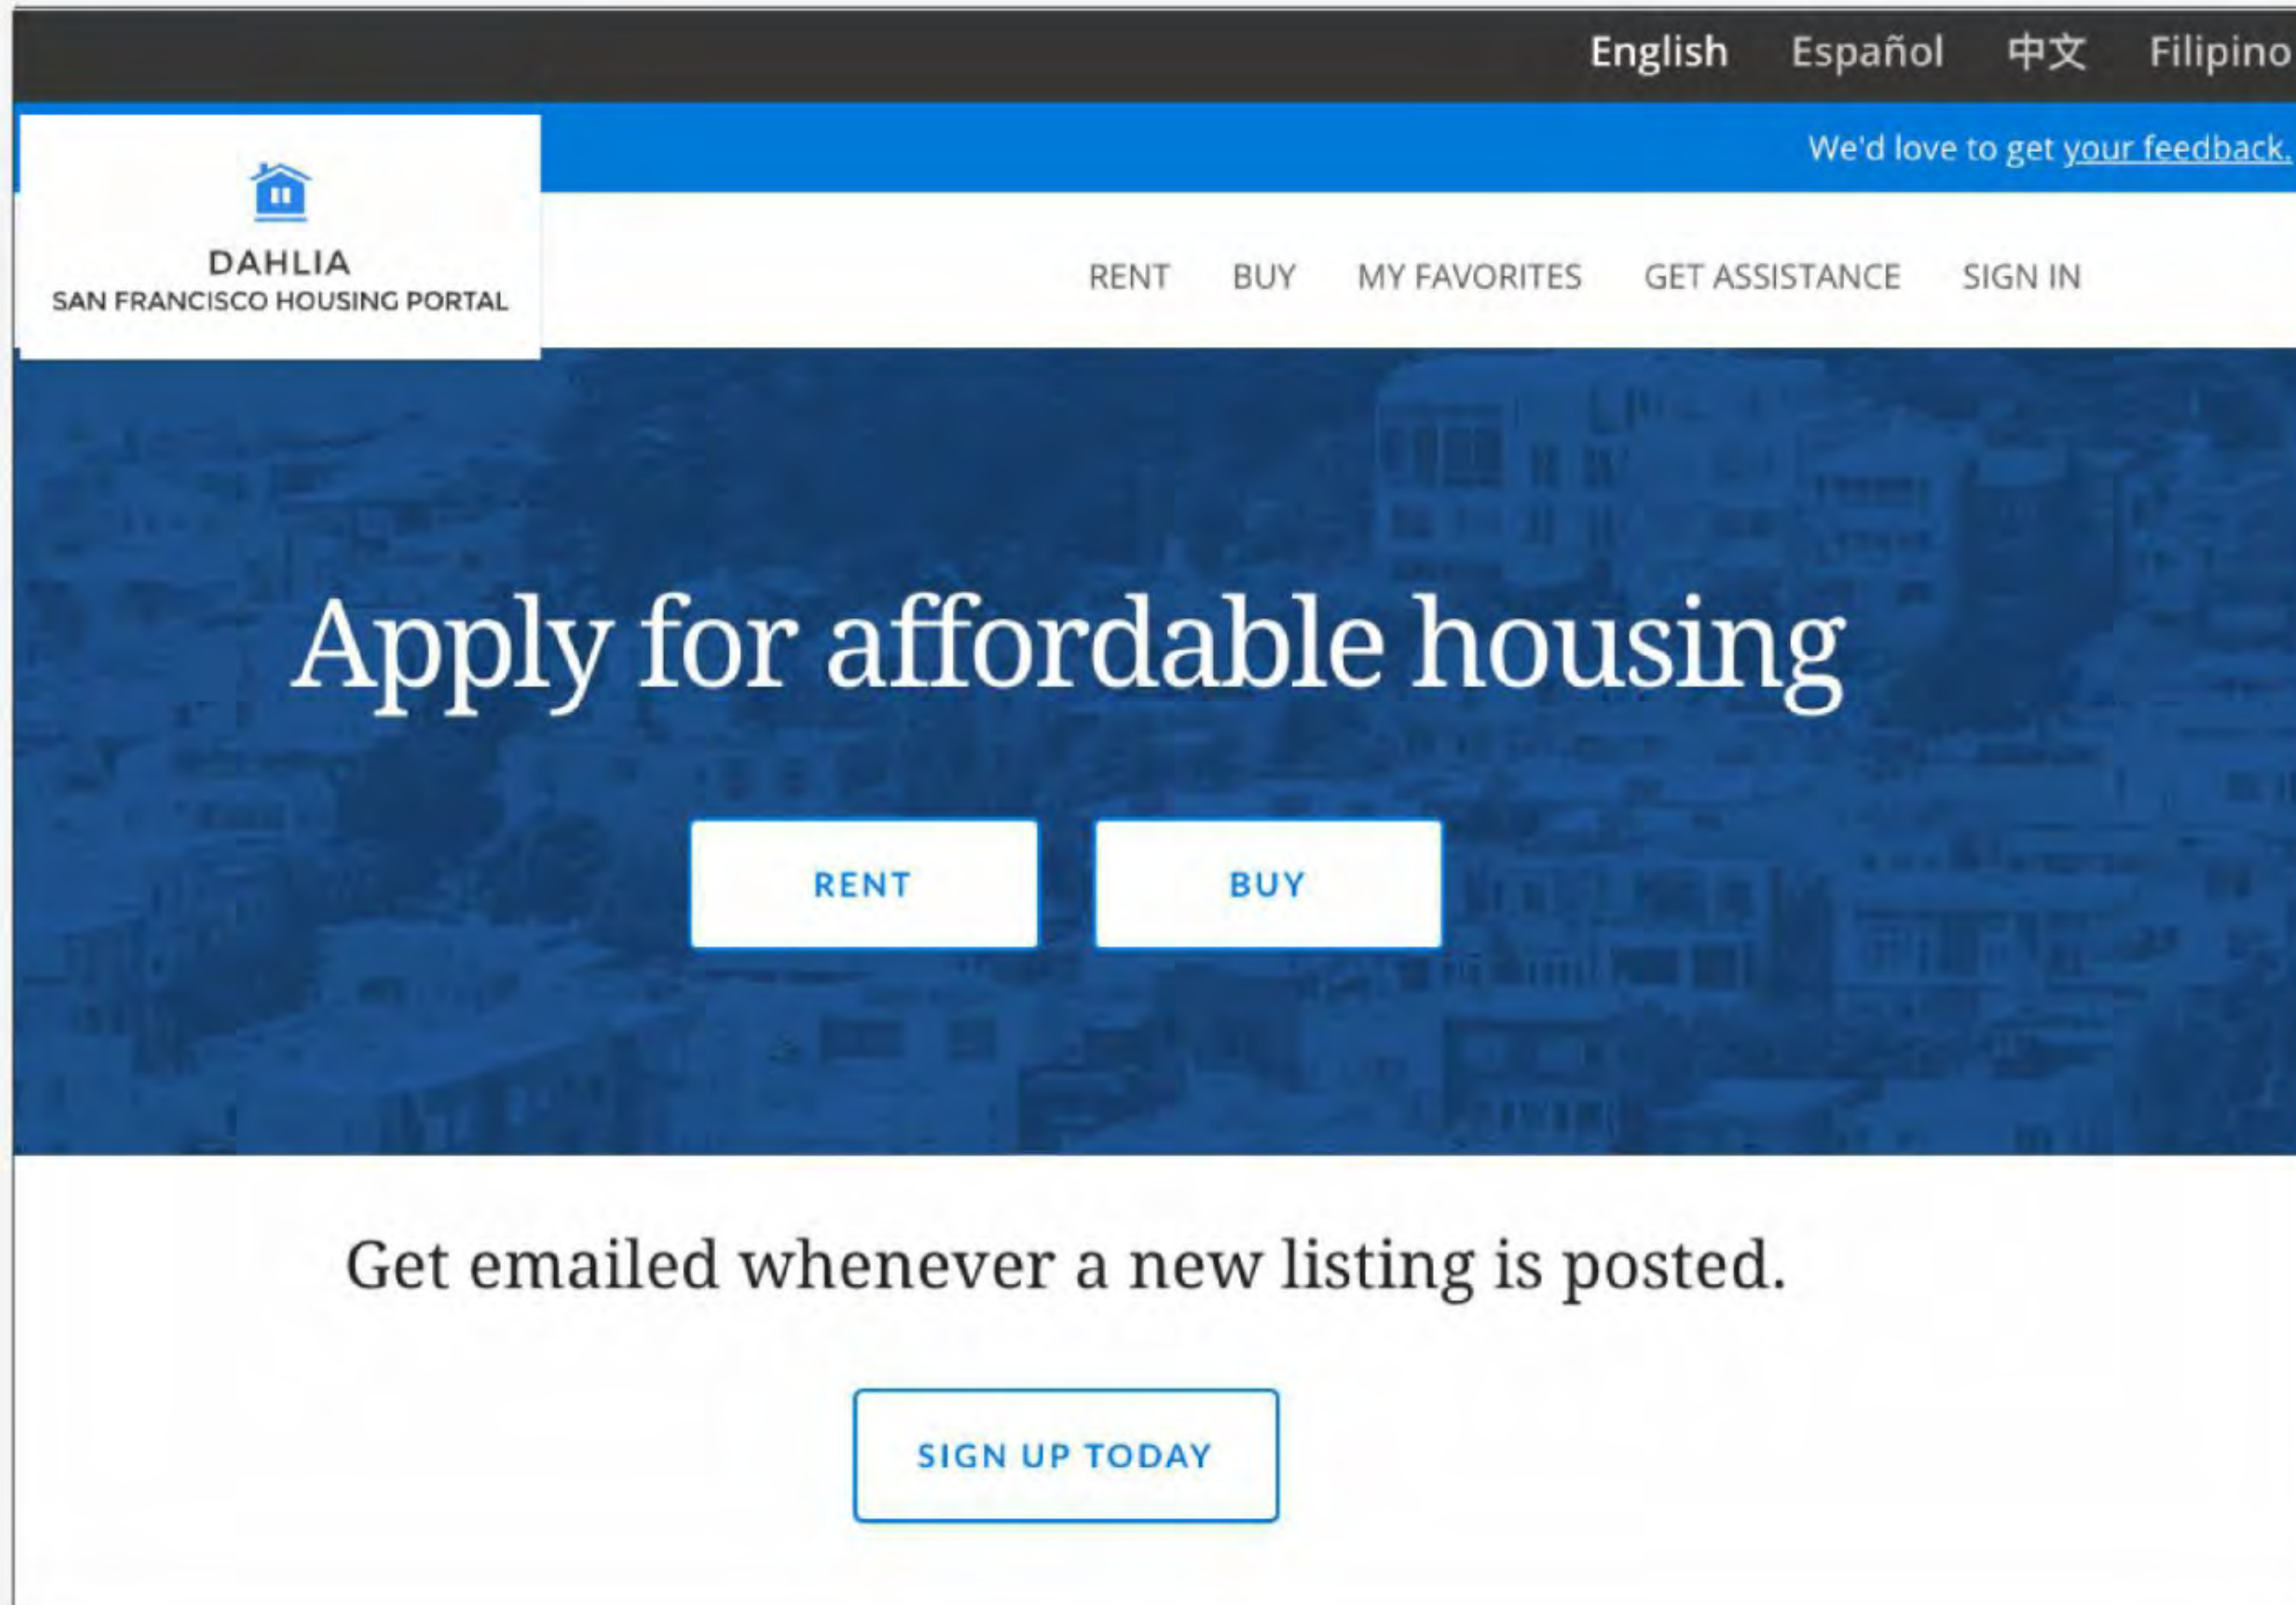 English Español 中文 Filipino
We'd love to get your feedback.
DAHLIA
SAN FRANCISCO HOUSING PORTAL
RENT BUY MY FAVORITES GET ASSISTANCE SIGN IN
Apply for affordable housing
RENT BUY
Get emailed whenever a new listing is posted.
SIGN UP TODAY